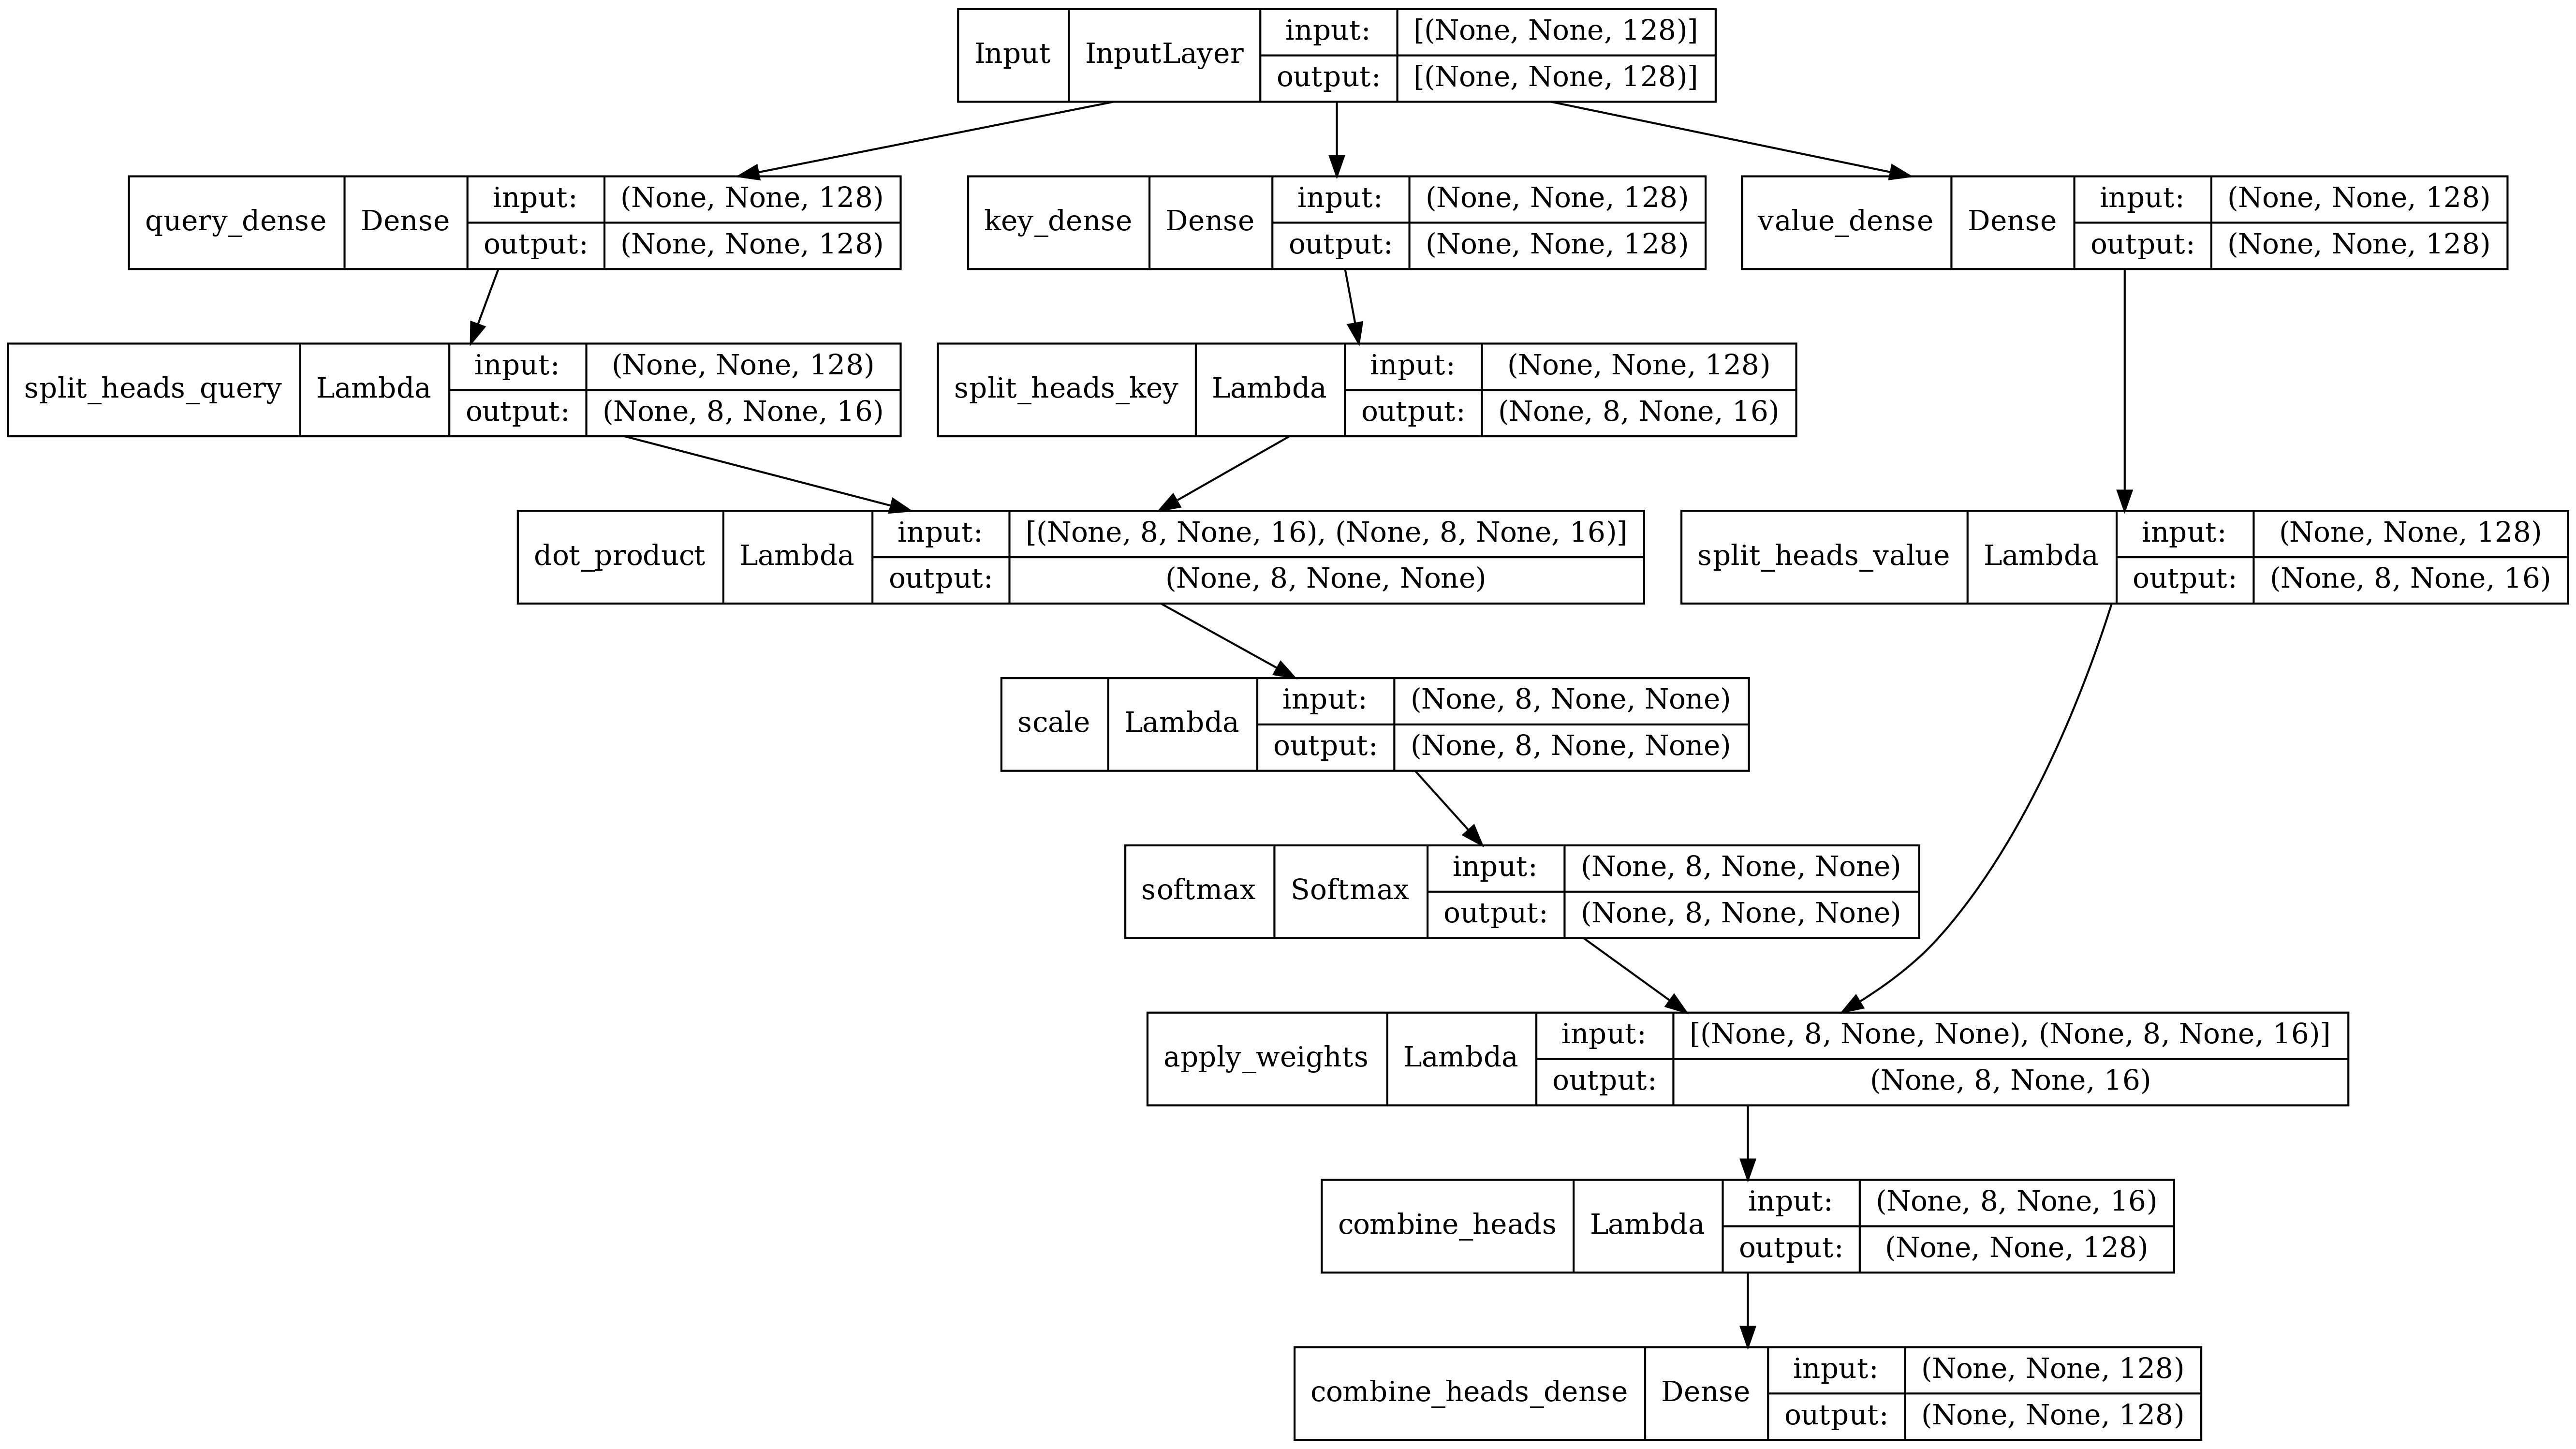 Input InputLayer input: [(None, None, 128)]
output: [(None, None, 128)]
query_dense Dense input: (None, None, 128)
output: (None, None, 128)
key_dense Dense input: (None, None, 128)
output: (None, None, 128)
value_dense Dense input: (None, None, 128)
output: (None, None, 128)
split_heads_query Lambda input: (None, None, 128)
output: (None, 8, None, 16)
split_heads_key Lambda input: (None, None, 128)
output: (None, 8, None, 16)
dot_product Lambda input: [(None, 8, None, 16), (None, 8, None, 16)]
output: (None, 8, None, None)
split_heads_value Lambda input: (None, None, 128)
output: (None, 8, None, 16)
scale Lambda input: (None, 8, None, None)
output: (None, 8, None, None)
softmax Softmax input: (None, 8, None, None)
output: (None, 8, None, None)
apply_weights Lambda input: [(None, 8, None, None), (None, 8, None, 16)]
output: (None, 8, None, 16)
combine_heads Lambda input: (None, 8, None, 16)
output: (None, None, 128)
combine_heads_dense Dense input: (None, None, 128)
output: (None, None, 128)